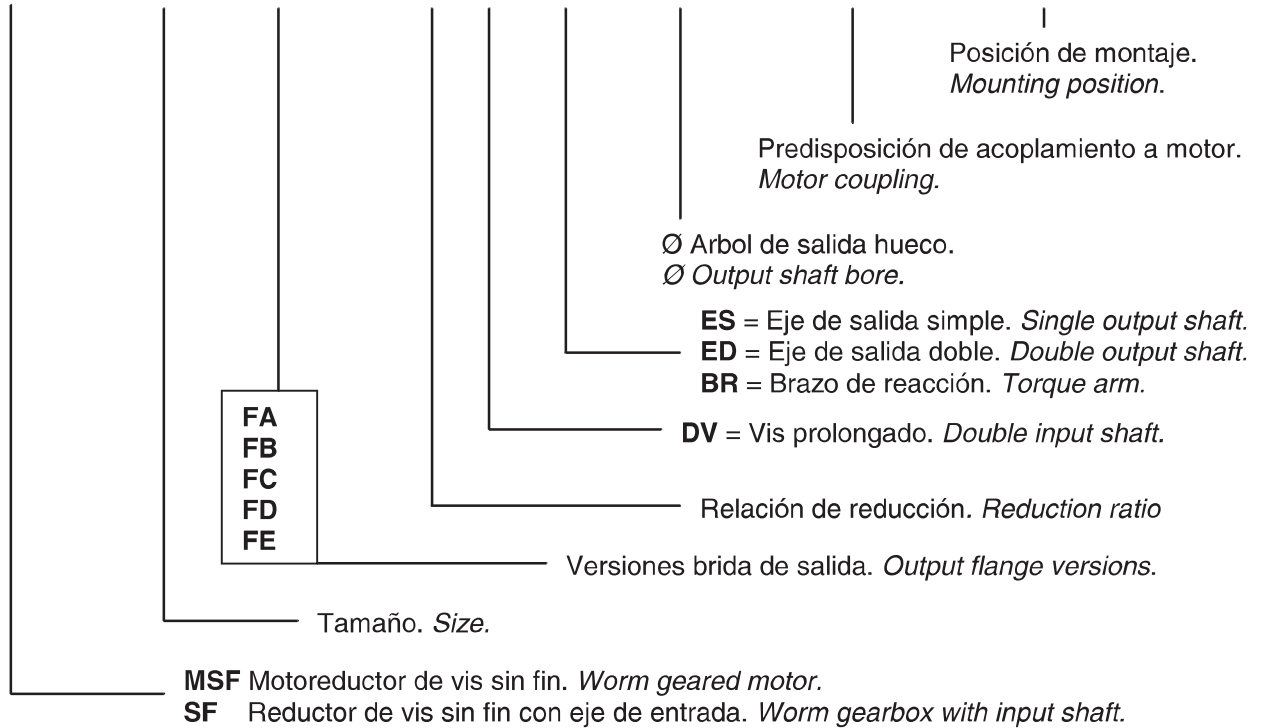 Posición de montaje.
Mounting position.
Predisposición de acoplamiento a motor.
Motor coupling.
Ø Arbol de salida hueco.
Ø Output shaft bore.
ES = Eje de salida simple. Single output shaft.
ED = Eje de salida doble. Double output shaft.
BR = Brazo de reacción. Torque arm.
FA
FB
FC
FD
FE
DV = Vis prolongado. Double input shaft.
Relación de reducción. Reduction ratio
Versiones brida de salida. Output flange versions.
Tamaño. Size.
MSF Motoreductor de vis sin fin. Worm geared motor.
SF Reductor de vis sin fin con eje de entrada. Worm gearbox with input shaft.